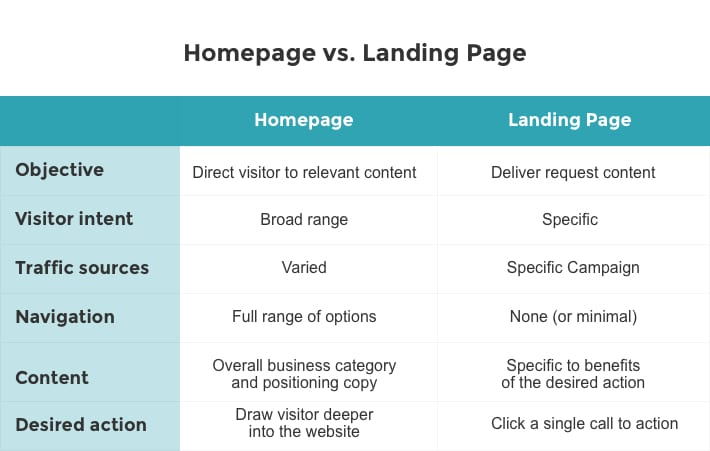 Homepage vs. Landing Page
Homepage Landing Page
Objective Direct visitor to relevant content Deliver request content
Visitor intent Broad range Specific
Traffic sources Varied Specific Campaign
Navigation Full range of options None (or minimal)
Content
Overall business category
and positioning copy
Specific to benefits
of the desired action
Desired action
Draw visitor deeper
into the website
Click a single call to action